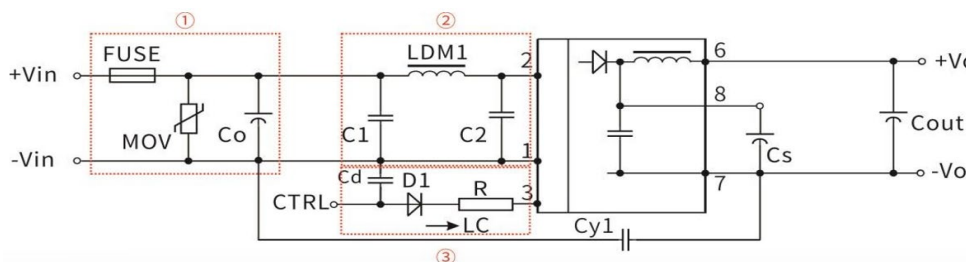 ①
②
FUSE
LDM1
+Vin
2
6
+Vo
8
MOV
Co
C1
C2
Cout
-Vin
1
Cs
Cd
D1
R
7
-Vo
CTRL
3
LC
Cy1
③